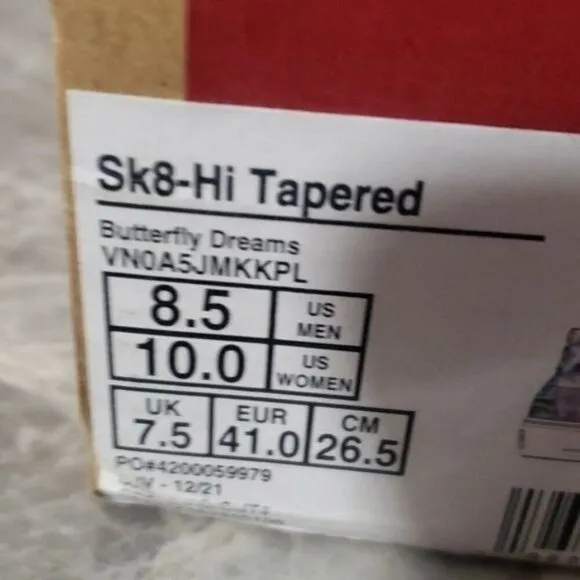 Sk8-Hi Tapered
Butterfly Dreams
VN0A5JMKKPL
8.5 US MEN
10.0 US WOMEN
UK EUR CM
7.5 41.0 26.5
PO#4200059979
12/21